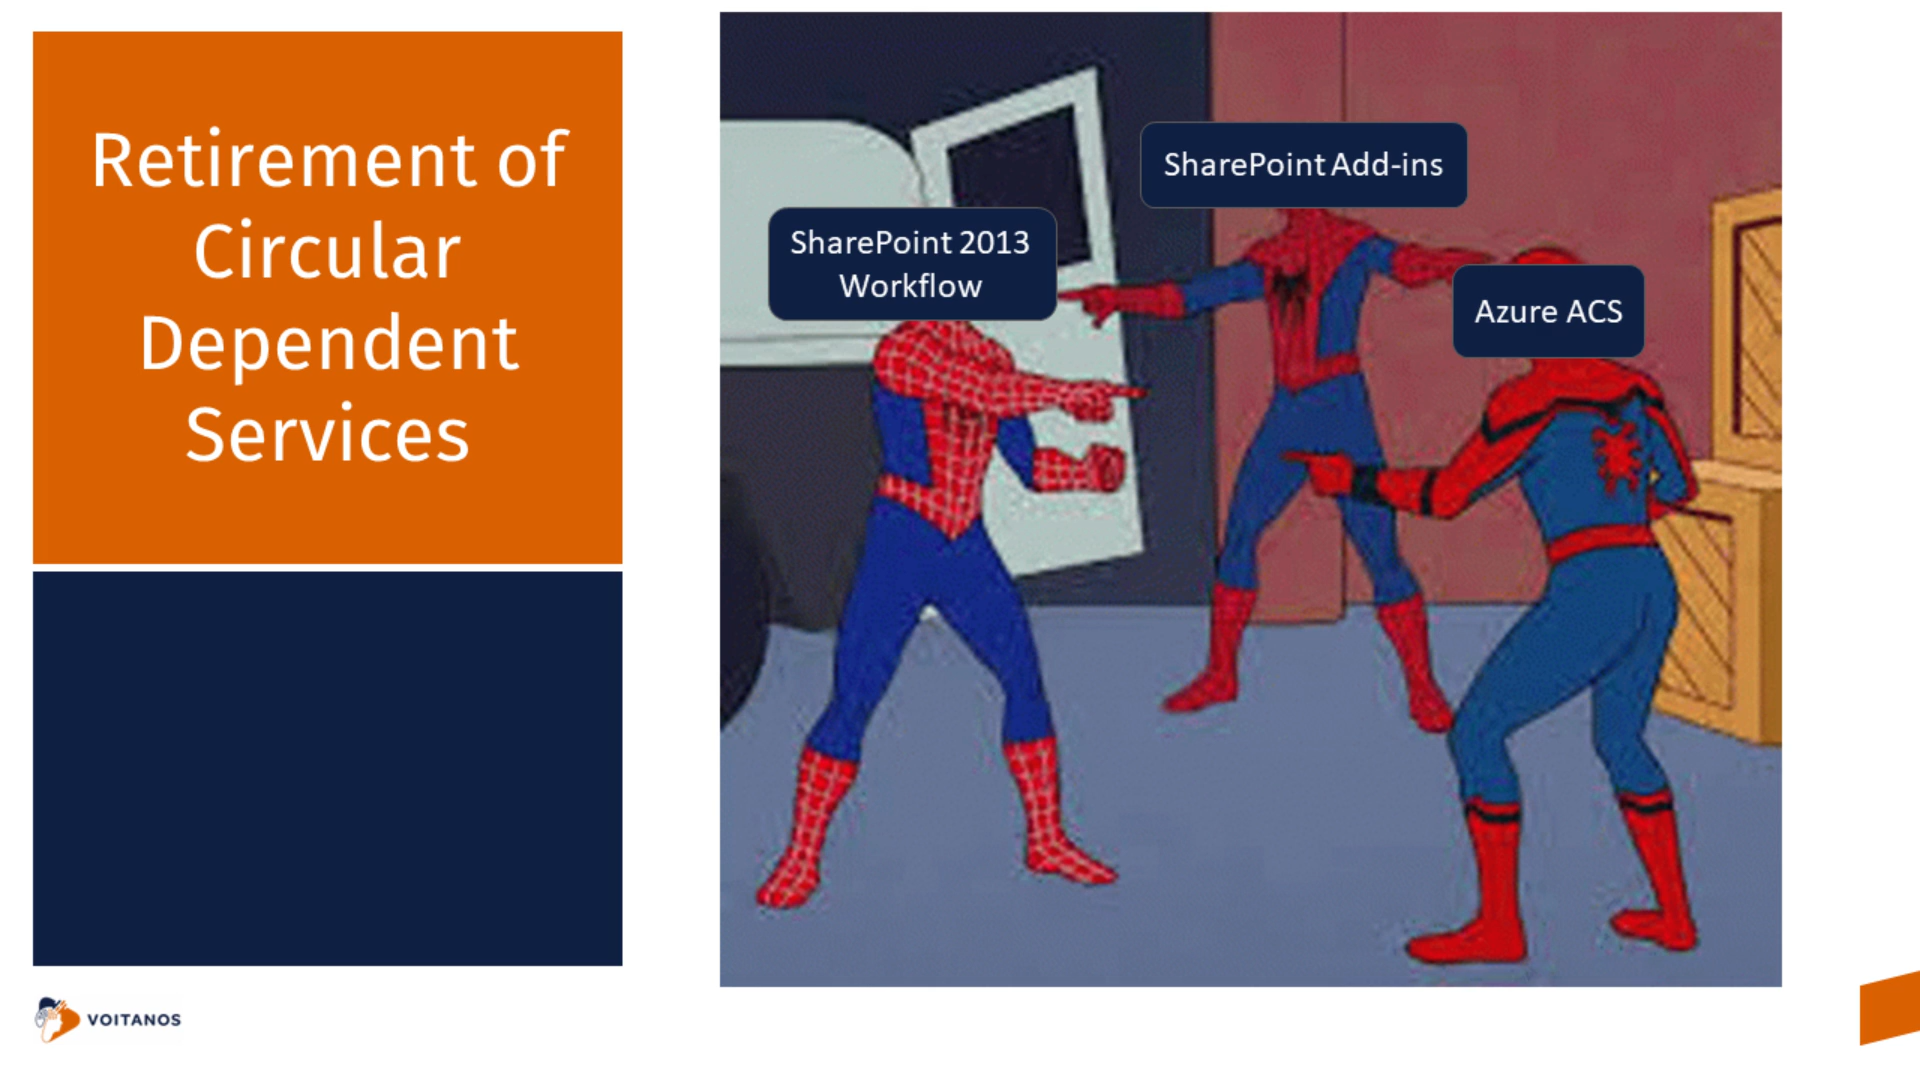 Retirement of
Circular
Dependent
Services
SharePoint Add-ins
SharePoint 2013
Workflow
Azure ACS
VOITANOS